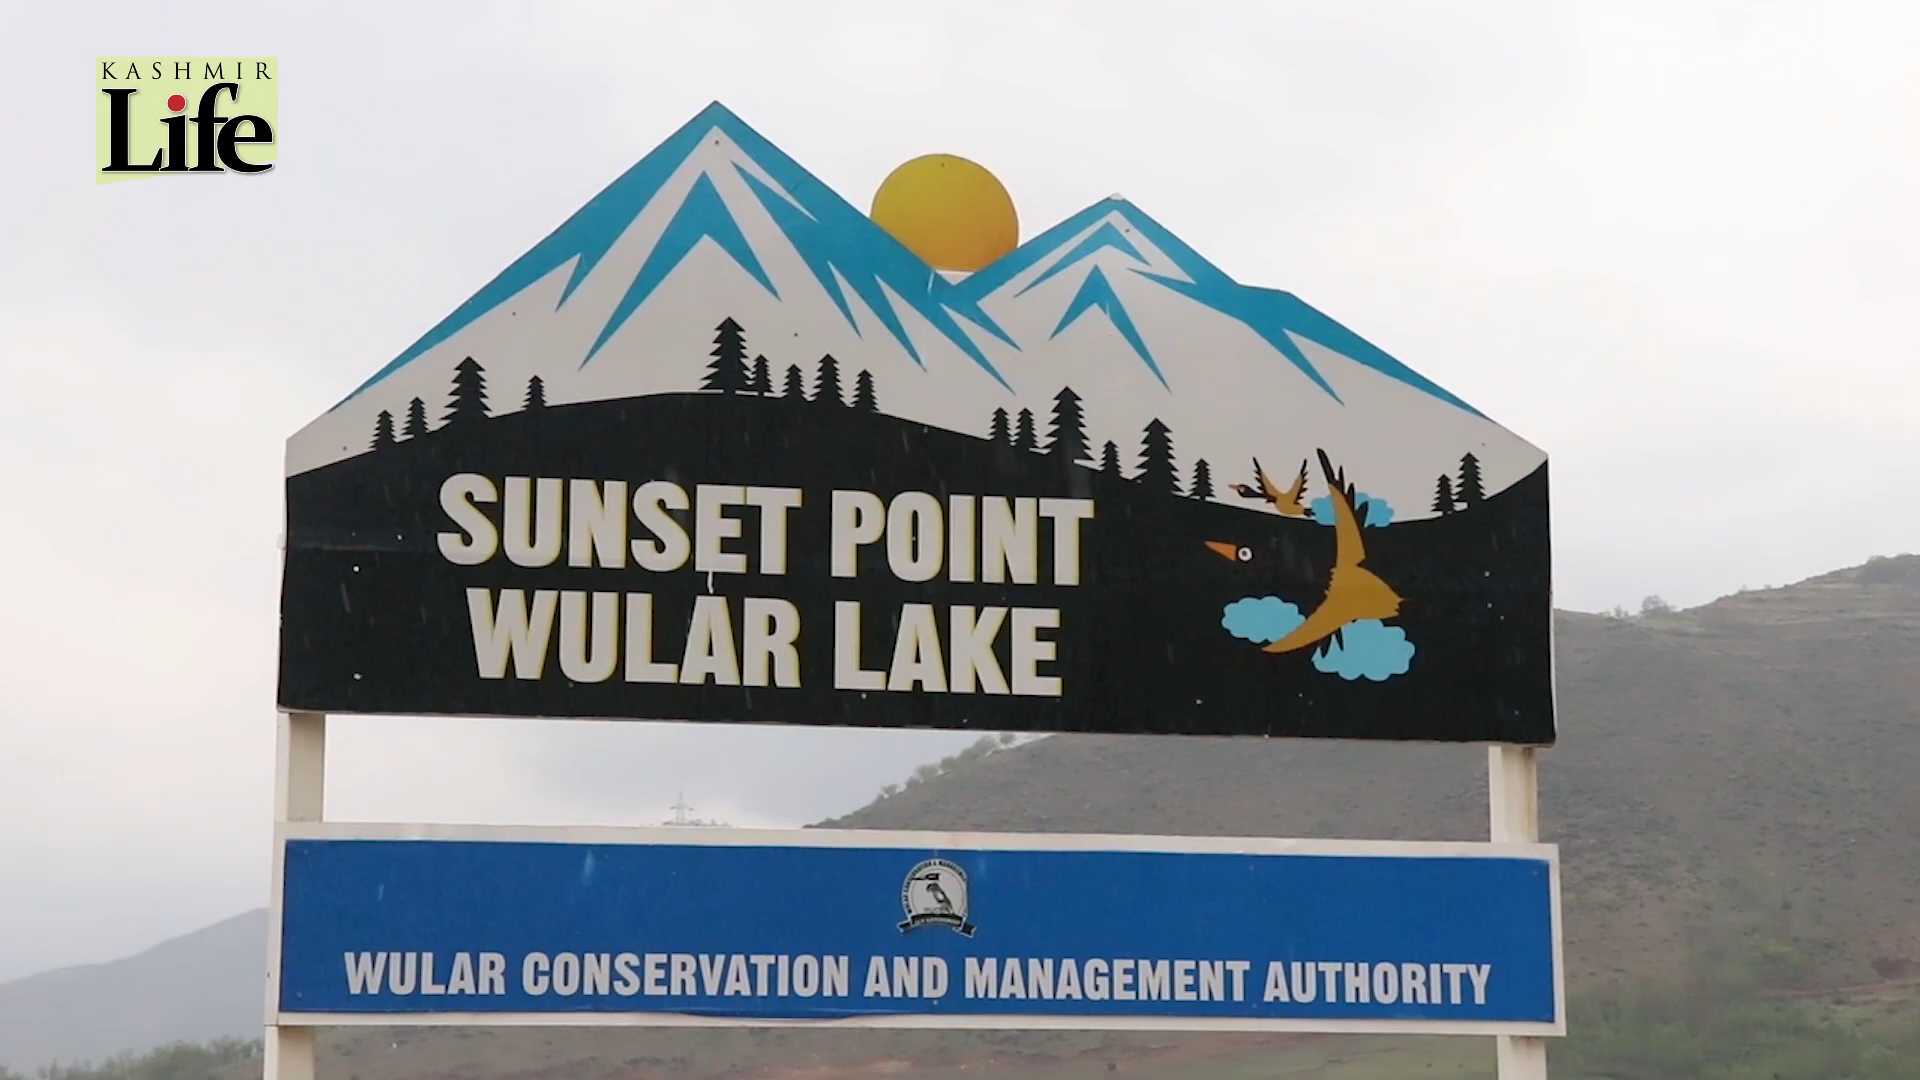 KASHMIR
Life
SUNSET POINT
WULAR LAKE
WULAR CONSERVATION AND MANAGEMENT AUTHORITY